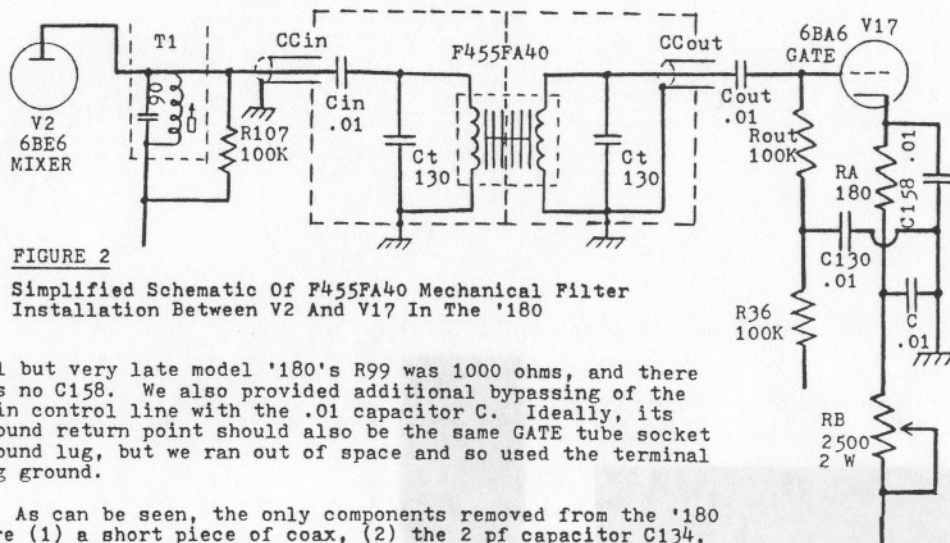 T1
CCin
F455FA40
CCout
6BA6
GATE
V17
90
V2
6BE6
MIXER
R107
100K
Cin
.01
Ct
130
Ct
130
Cout
.01
Rout
100K
RA
180
.01
C158
C130
.01
R36
100K
C
.01
RB
2500
2 W
FIGURE 2
Simplified Schematic Of F455FA40 Mechanical Filter
Installation Between V2 And V17 In The '180
l but very late model '180's R99 was 1000 ohms, and there
s no C158. We also provided additional bypassing of the
in control line with the .01 capacitor C. Ideally, its
ound return point should also be the same GATE tube socket
ound lug, but we ran out of space and so used the terminal
g ground.
As can be seen, the only components removed from the '180
re (1) a short piece of coax, (2) the 2 pf capacitor C134,